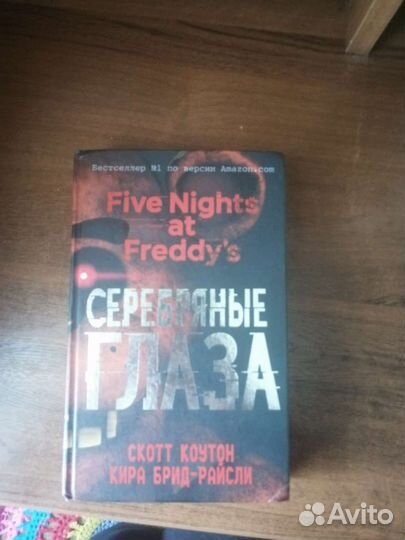 Бестселлер №1 по версии Amazon.com
Five Nights
at
Freddy's
СЕРЕБРЯНЫЕ
ГЛАЗА
СКОТТ КОУТОН
КИРА БРИД-РАЙСЛИ
Avito